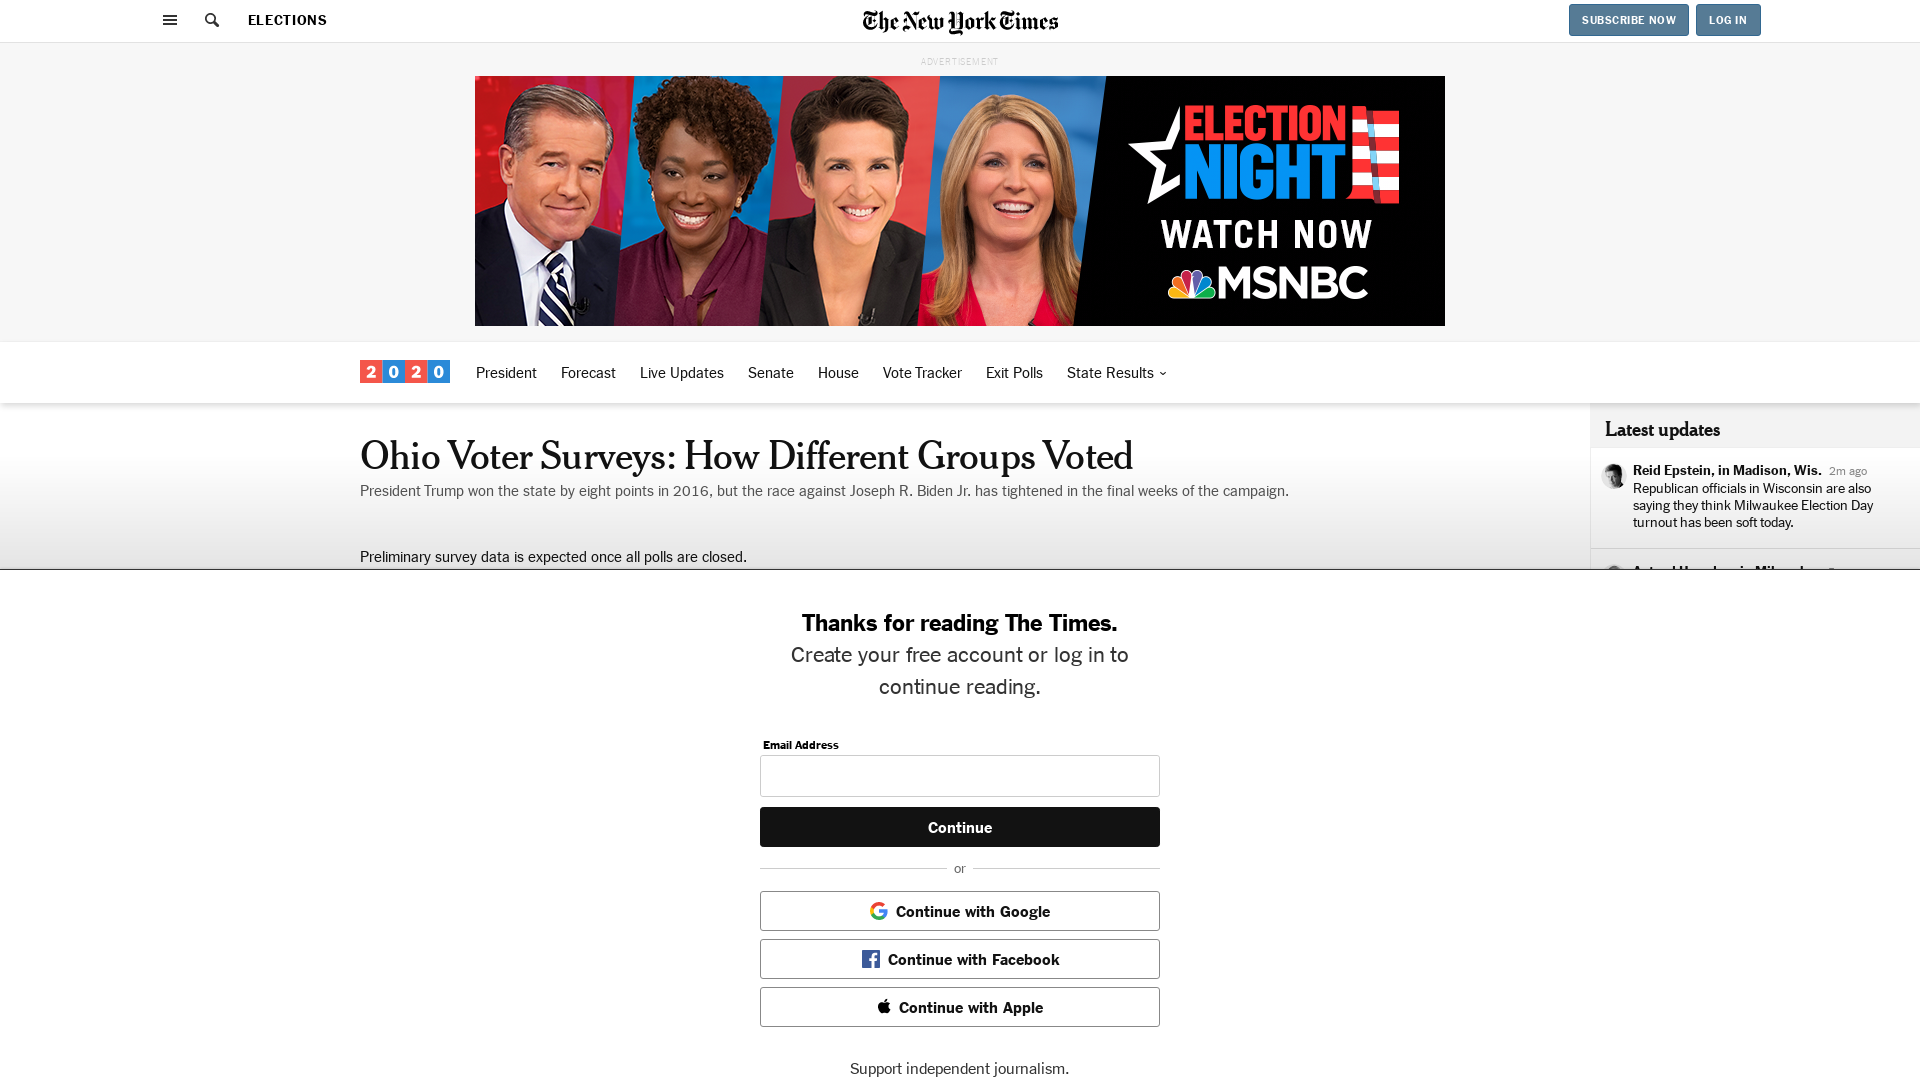 ELECTIONS
The New York Times
SUBSCRIBE NOW
LOG IN
ADVERTISEMENT
ELECTION
NIGHT
WATCH NOW
MSNBC
2020
President
Forecast
Live Updates
Senate
House
Vote Tracker
Exit Polls
State Results
Ohio Voter Surveys: How Different Groups Voted
President Trump won the state by eight points in 2016, but the race against Joseph R. Biden Jr. has tightened in the final weeks of the campaign.
Preliminary survey data is expected once all polls are closed.
Latest updates
Reid Epstein, in Madison, Wis. 2m ago
Republican officials in Wisconsin are also
saying they think Milwaukee Election Day
turnout has been soft today.
Thanks for reading The Times.
Create your free account or log in to
continue reading.
Email Address
Continue
or
Continue with Google
Continue with Facebook
Continue with Apple
Support independent journalism.